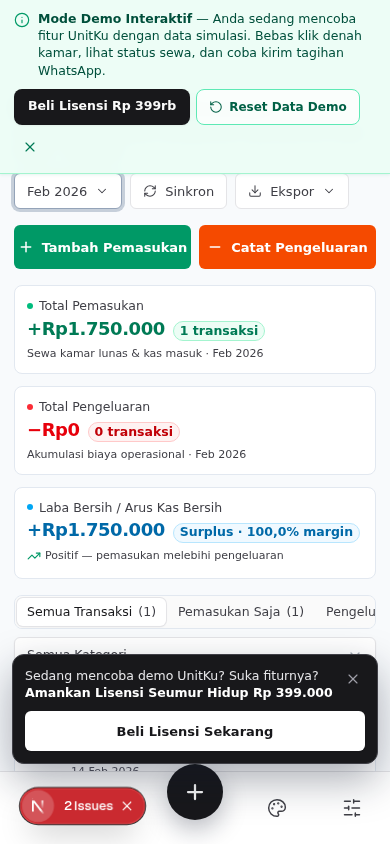 Mode Demo Interaktif — Anda sedang mencoba
fitur UnitKu dengan data simulasi. Bebas klik denah
kamar, lihat status sewa, dan coba kirim tagihan
WhatsApp.
Beli Lisensi Rp 399rb
Reset Data Demo
Feb 2026
Sinkron
Ekspor
Tambah Pemasukan
Catat Pengeluaran
Total Pemasukan
+Rp1.750.000 1 transaksi
Sewa kamar lunas & kas masuk · Feb 2026
Total Pengeluaran
−Rp0 0 transaksi
Akumulasi biaya operasional · Feb 2026
Laba Bersih / Arus Kas Bersih
+Rp1.750.000 Surplus · 100,0% margin
Positif — pemasukan melebihi pengeluaran
Semua Transaksi (1) Pemasukan Saja (1) Pengelu
Semua Kategori
Sedang mencoba demo UnitKu? Suka fiturnya?
Amankan Lisensi Seumur Hidup Rp 399.000
Beli Lisensi Sekarang
14 Feb 2026
N 2 Issues